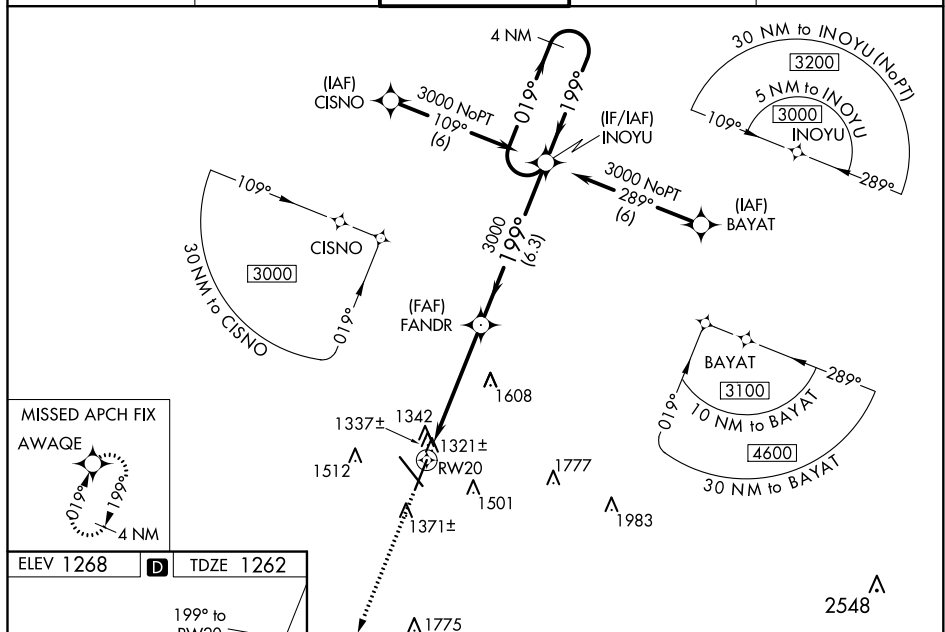 4 NM
019°
199°
(IAF)
CISNO
3000 NoPT
109°
(6)
(IF/IAF)
INOYU
3000 NoPT
289°
(6)
(IAF)
BAYAT
30 NM to INOYU (NoPT)
3200
5 NM to INOYU
3000
INOYU
109°
289°
109°
CISNO
3000
30 NM to CISNO
019°
3000
199°
(6.3)
(FAF)
FANDR
BAYAT
289°
3100
10 NM to BAYAT
019°
4600
30 NM to BAYAT
1608
1342
1337±
1321±
RW20
1512
1501
1777
1983
1371±
2548
1775
MISSED APCH FIX
AWAQE
019°
199°
4 NM
ELEV 1268
D
TDZE 1262
199° to
RW20